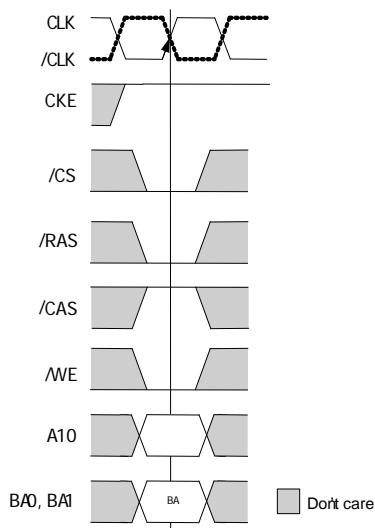 CLK
/CLK
CKE
/CS
/RAS
/CAS
/WE
A10
BA0, BA1
BA
Don't care